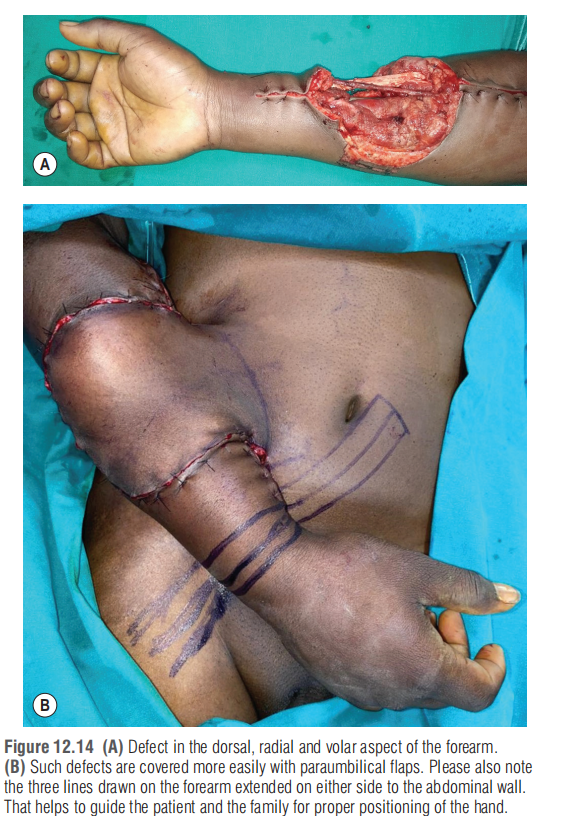 A
B
Figure 12.14 (A) Defect in the dorsal, radial and volar aspect of the forearm.
(B) Such defects are covered more easily with paraumbilical flaps. Please also note
the three lines drawn on the forearm extended on either side to the abdominal wall.
That helps to guide the patient and the family for proper positioning of the hand.